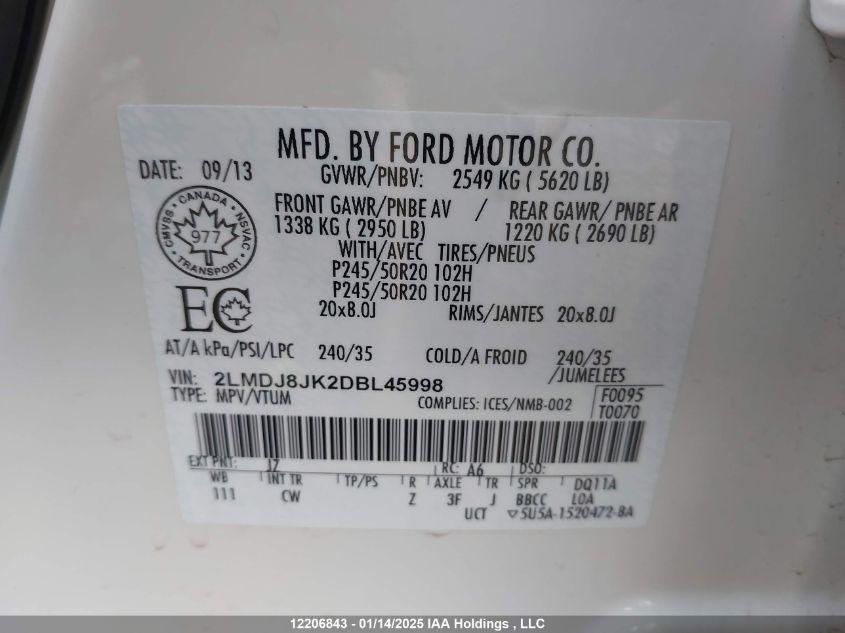 MFD. BY FORD MOTOR CO.
DATE: 09/13
GVWR/PNBV: 2549 KG ( 5620 LB)
FRONT GAWR/PNBE AV / REAR GAWR/ PNBE AR
1338 KG ( 2950 LB) 1220 KG ( 2690 LB)
WITH/AVEC TIRES/PNEUS
P245/50R20 102H
P245/50R20 102H
20x8.0J RIMS/JANTES 20x8.0J
CANADA
CMVSS NSVAC
977
TRANSPORT
EC
AT/A kPa/PSI/LPC 240/35 COLD/A FROID 240/35
VIN: 2LMDJ8JK2DBL45998 /JUMELEES
TYPE: MPV/VTUM COMPLIES: ICES/NMB-002
F0095
T0070
EXT PNT: JZ RC: A6 DSO:
WB INT TR TP/PS R AXLE TR SPR DQ11A
111 CW Z 3F J BBCC LOA
UCT ▽5U5A-1520472-BA
12206843 - 01/14/2025 IAA Holdings , LLC